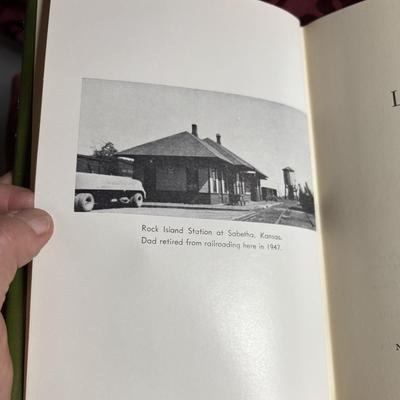 Rock Island Station at Sabetha, Kansas.
Dad retired from railroading here in 1947.
L
N